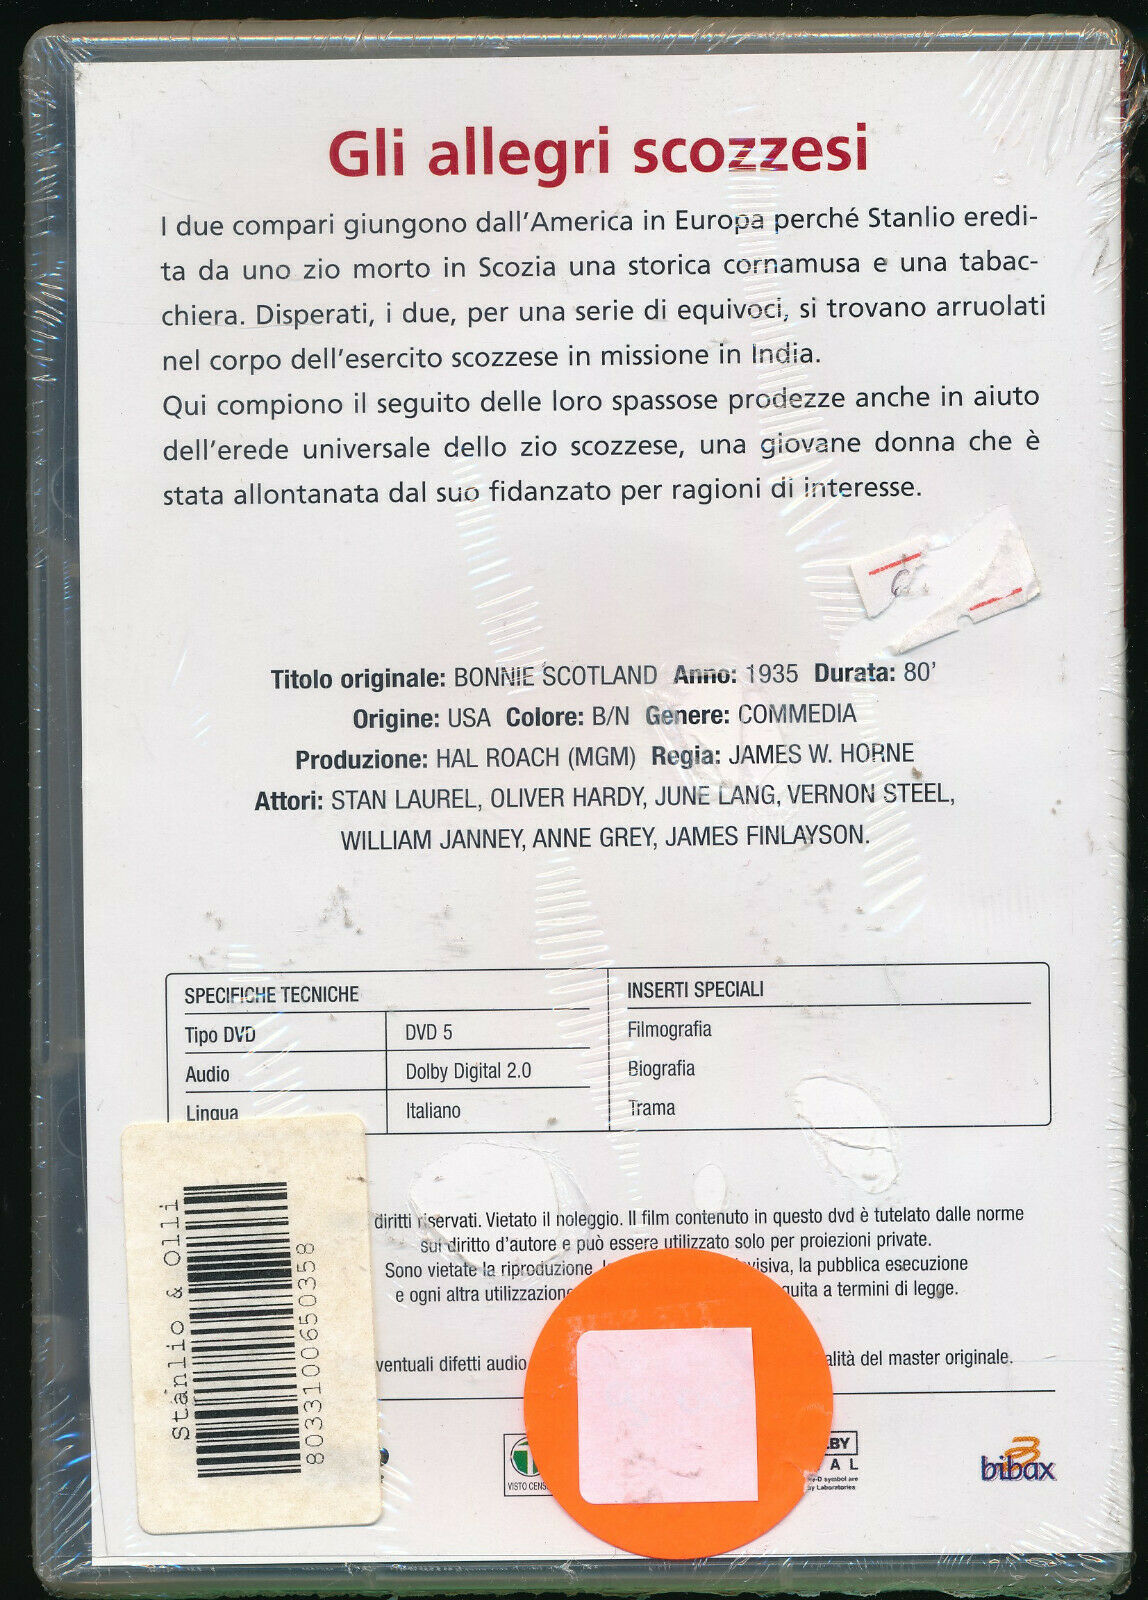 Gli allegri scozzesi
I due compari giungono dall'America in Europa perché Stanlio eredi-
ta da uno zio morto in Scozia una storica cornamusa e una tabac-
chiera. Disperati, i due, per una serie di equivoci, si trovano arruolati
nel corpo dell'esercito scozzese in missione in India.
Qui compiono il seguito delle loro spassose prodezze anche in aiuto
dell'erede universale dello zio scozzese, una giovane donna che è
stata allontanata dal suo fidanzato per ragioni di interesse.
Titolo originale: BONNIE SCOTLAND Anno: 1935 Durata: 80'
Origine: USA Colore: B/N Genere: COMMEDIA
Produzione: HAL ROACH (MGM) Regia: JAMES W. HORNE
Attori: STAN LAUREL, OLIVER HARDY, JUNE LANG, VERNON STEEL,
WILLIAM JANNEY, ANNE GREY, JAMES FINLAYSON.
SPECIFICHE TECNICHE
Tipo DVD DVD 5
Audio Dolby Digital 2.0
Lingua Italiano
INSERTI SPECIALI
Filmografia
Biografia
Trama
diritti riservati. Vietato il noleggio. Il film contenuto in questo dvd è tutelato dalle norme
sul diritto d'autore e può essere utilizzato solo per proiezioni private.
Sono vietate la riproduzione, la pubblica esecuzione
e ogni altra utilizzazione a termini di legge.
difetti audio del master originale.
Stanlio & Olli
8033100650358
VISTO
bibax